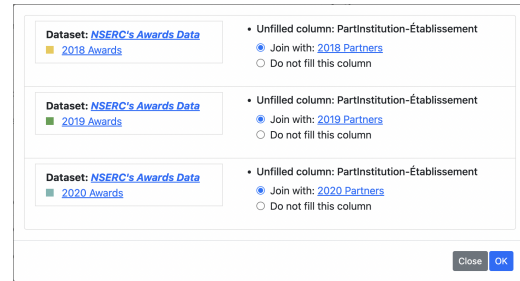 Dataset: NSERC's Awards Data
2018 Awards
• Unfilled column: PartInstitution-Établissement
Join with: 2018 Partners
Do not fill this column
Dataset: NSERC's Awards Data
2019 Awards
• Unfilled column: PartInstitution-Établissement
Join with: 2019 Partners
Do not fill this column
Dataset: NSERC's Awards Data
2020 Awards
• Unfilled column: PartInstitution-Établissement
Join with: 2020 Partners
Do not fill this column
Close OK